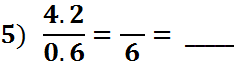 5) 4.2/0.6 = /6 = ____